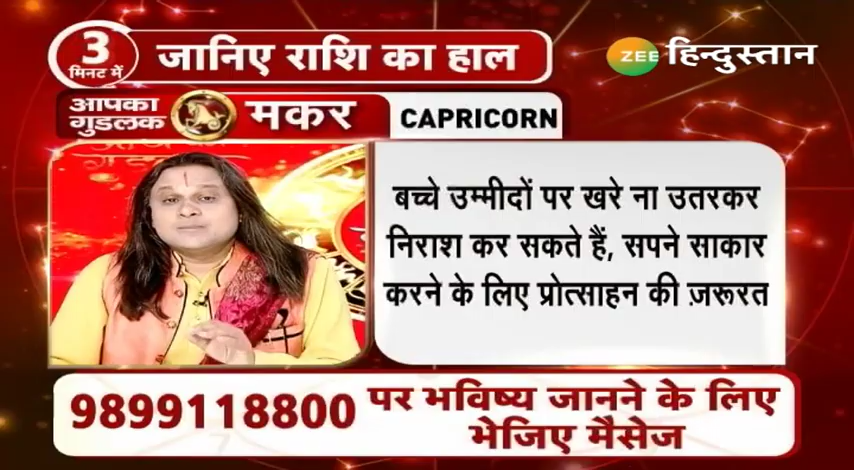 3
मिनट में
जानिए राशि का हाल
ZEE हिन्दुस्तान
आपका
गुडलक
मकर
CAPRICORN
बच्चे उम्मीदों पर खरे ना उतरकर
निराश कर सकते हैं, सपने साकार
करने के लिए प्रोत्साहन की ज़रूरत
9899118800 पर भविष्य जानने के लिए
भेजिए मैसेज